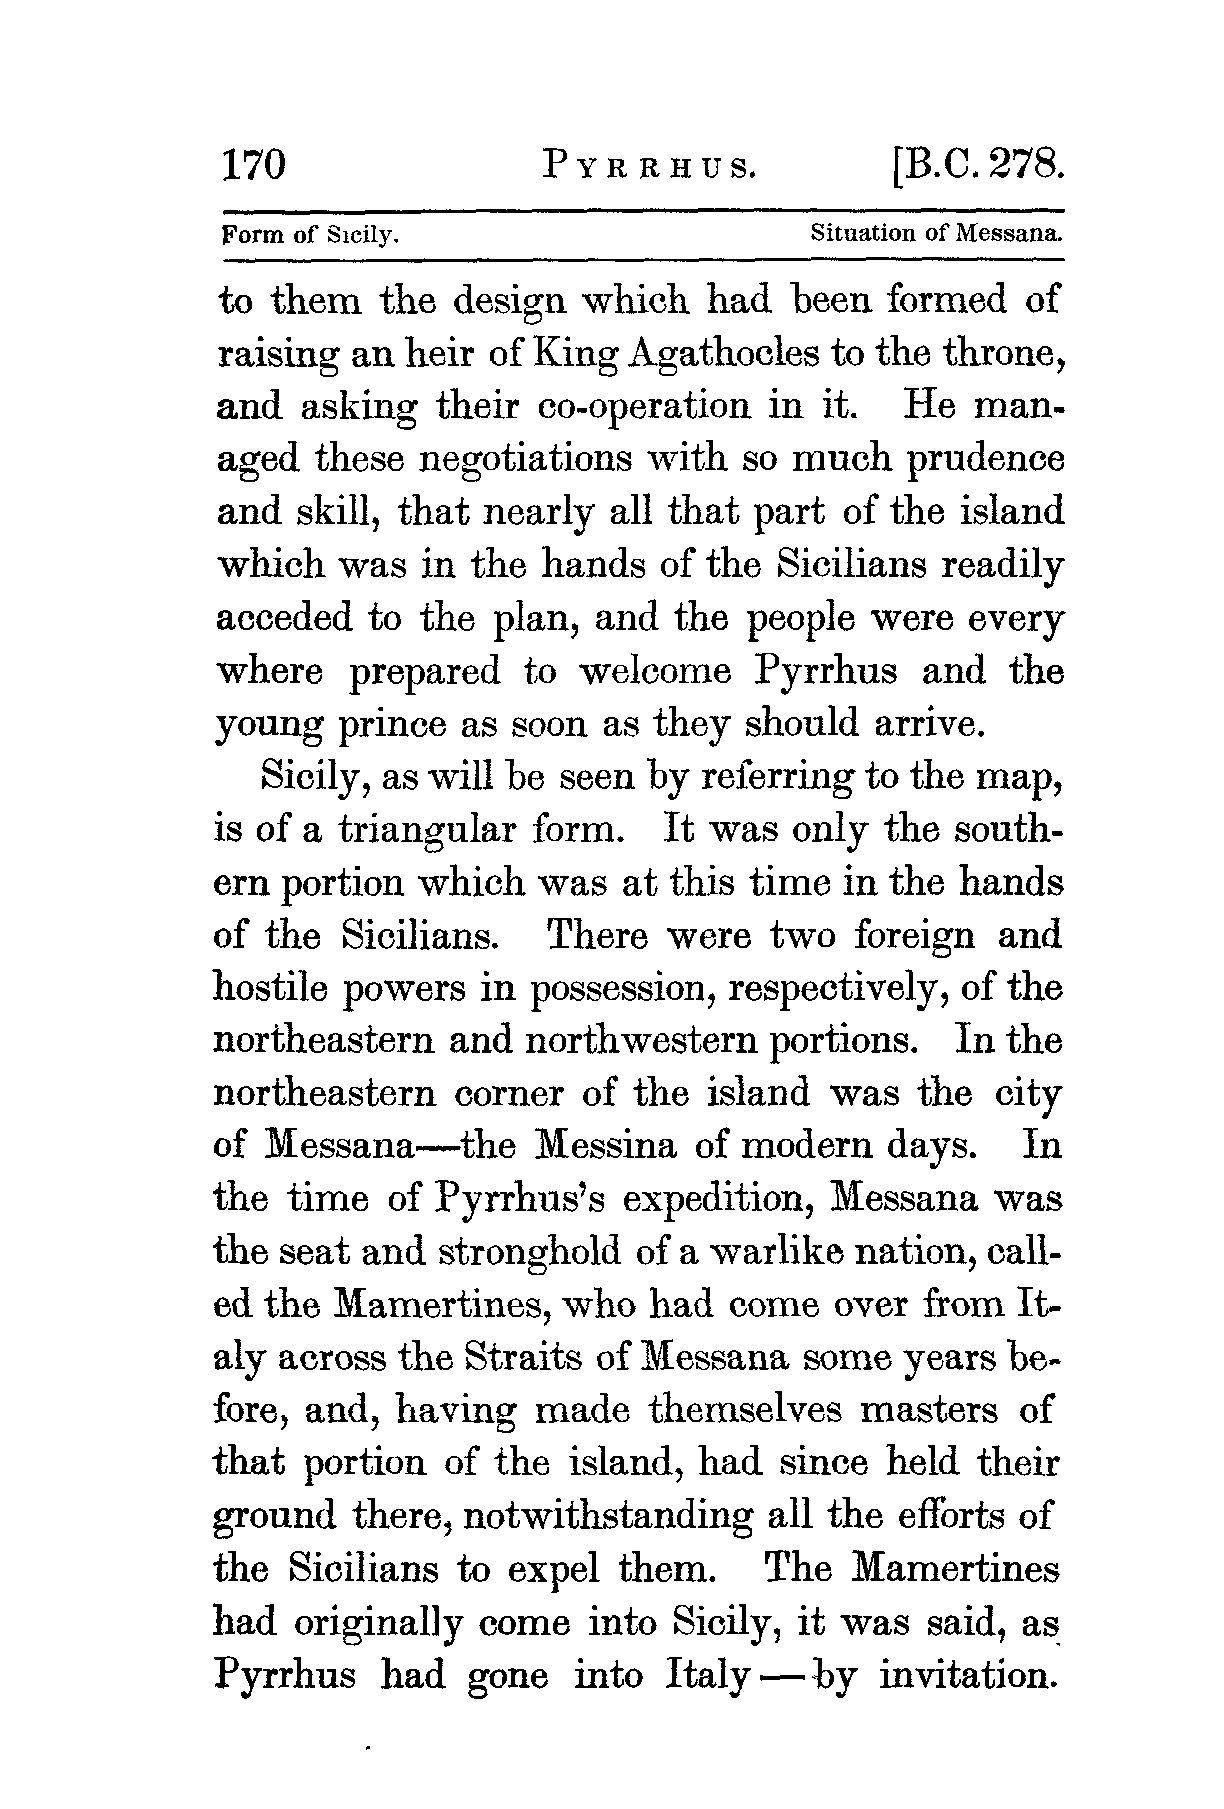 170 PYRRHUS. [B.C. 278.
Form of Sicily. Situation of Messana.
to them the design which had been formed of
raising an heir of King Agathocles to the throne,
and asking their co-operation in it. He man-
aged these negotiations with so much prudence
and skill, that nearly all that part of the island
which was in the hands of the Sicilians readily
acceded to the plan, and the people were every
where prepared to welcome Pyrrhus and the
young prince as soon as they should arrive.
Sicily, as will be seen by referring to the map,
is of a triangular form. It was only the south-
ern portion which was at this time in the hands
of the Sicilians. There were two foreign and
hostile powers in possession, respectively, of the
northeastern and northwestern portions. In the
northeastern corner of the island was the city
of Messana—the Messina of modern days. In
the time of Pyrrhus's expedition, Messana was
the seat and stronghold of a warlike nation, call-
ed the Mamertines, who had come over from It-
aly across the Straits of Messana some years be-
fore, and, having made themselves masters of
that portion of the island, had since held their
ground there, notwithstanding all the efforts of
the Sicilians to expel them. The Mamertines
had originally come into Sicily, it was said, as
Pyrrhus had gone into Italy—by invitation.